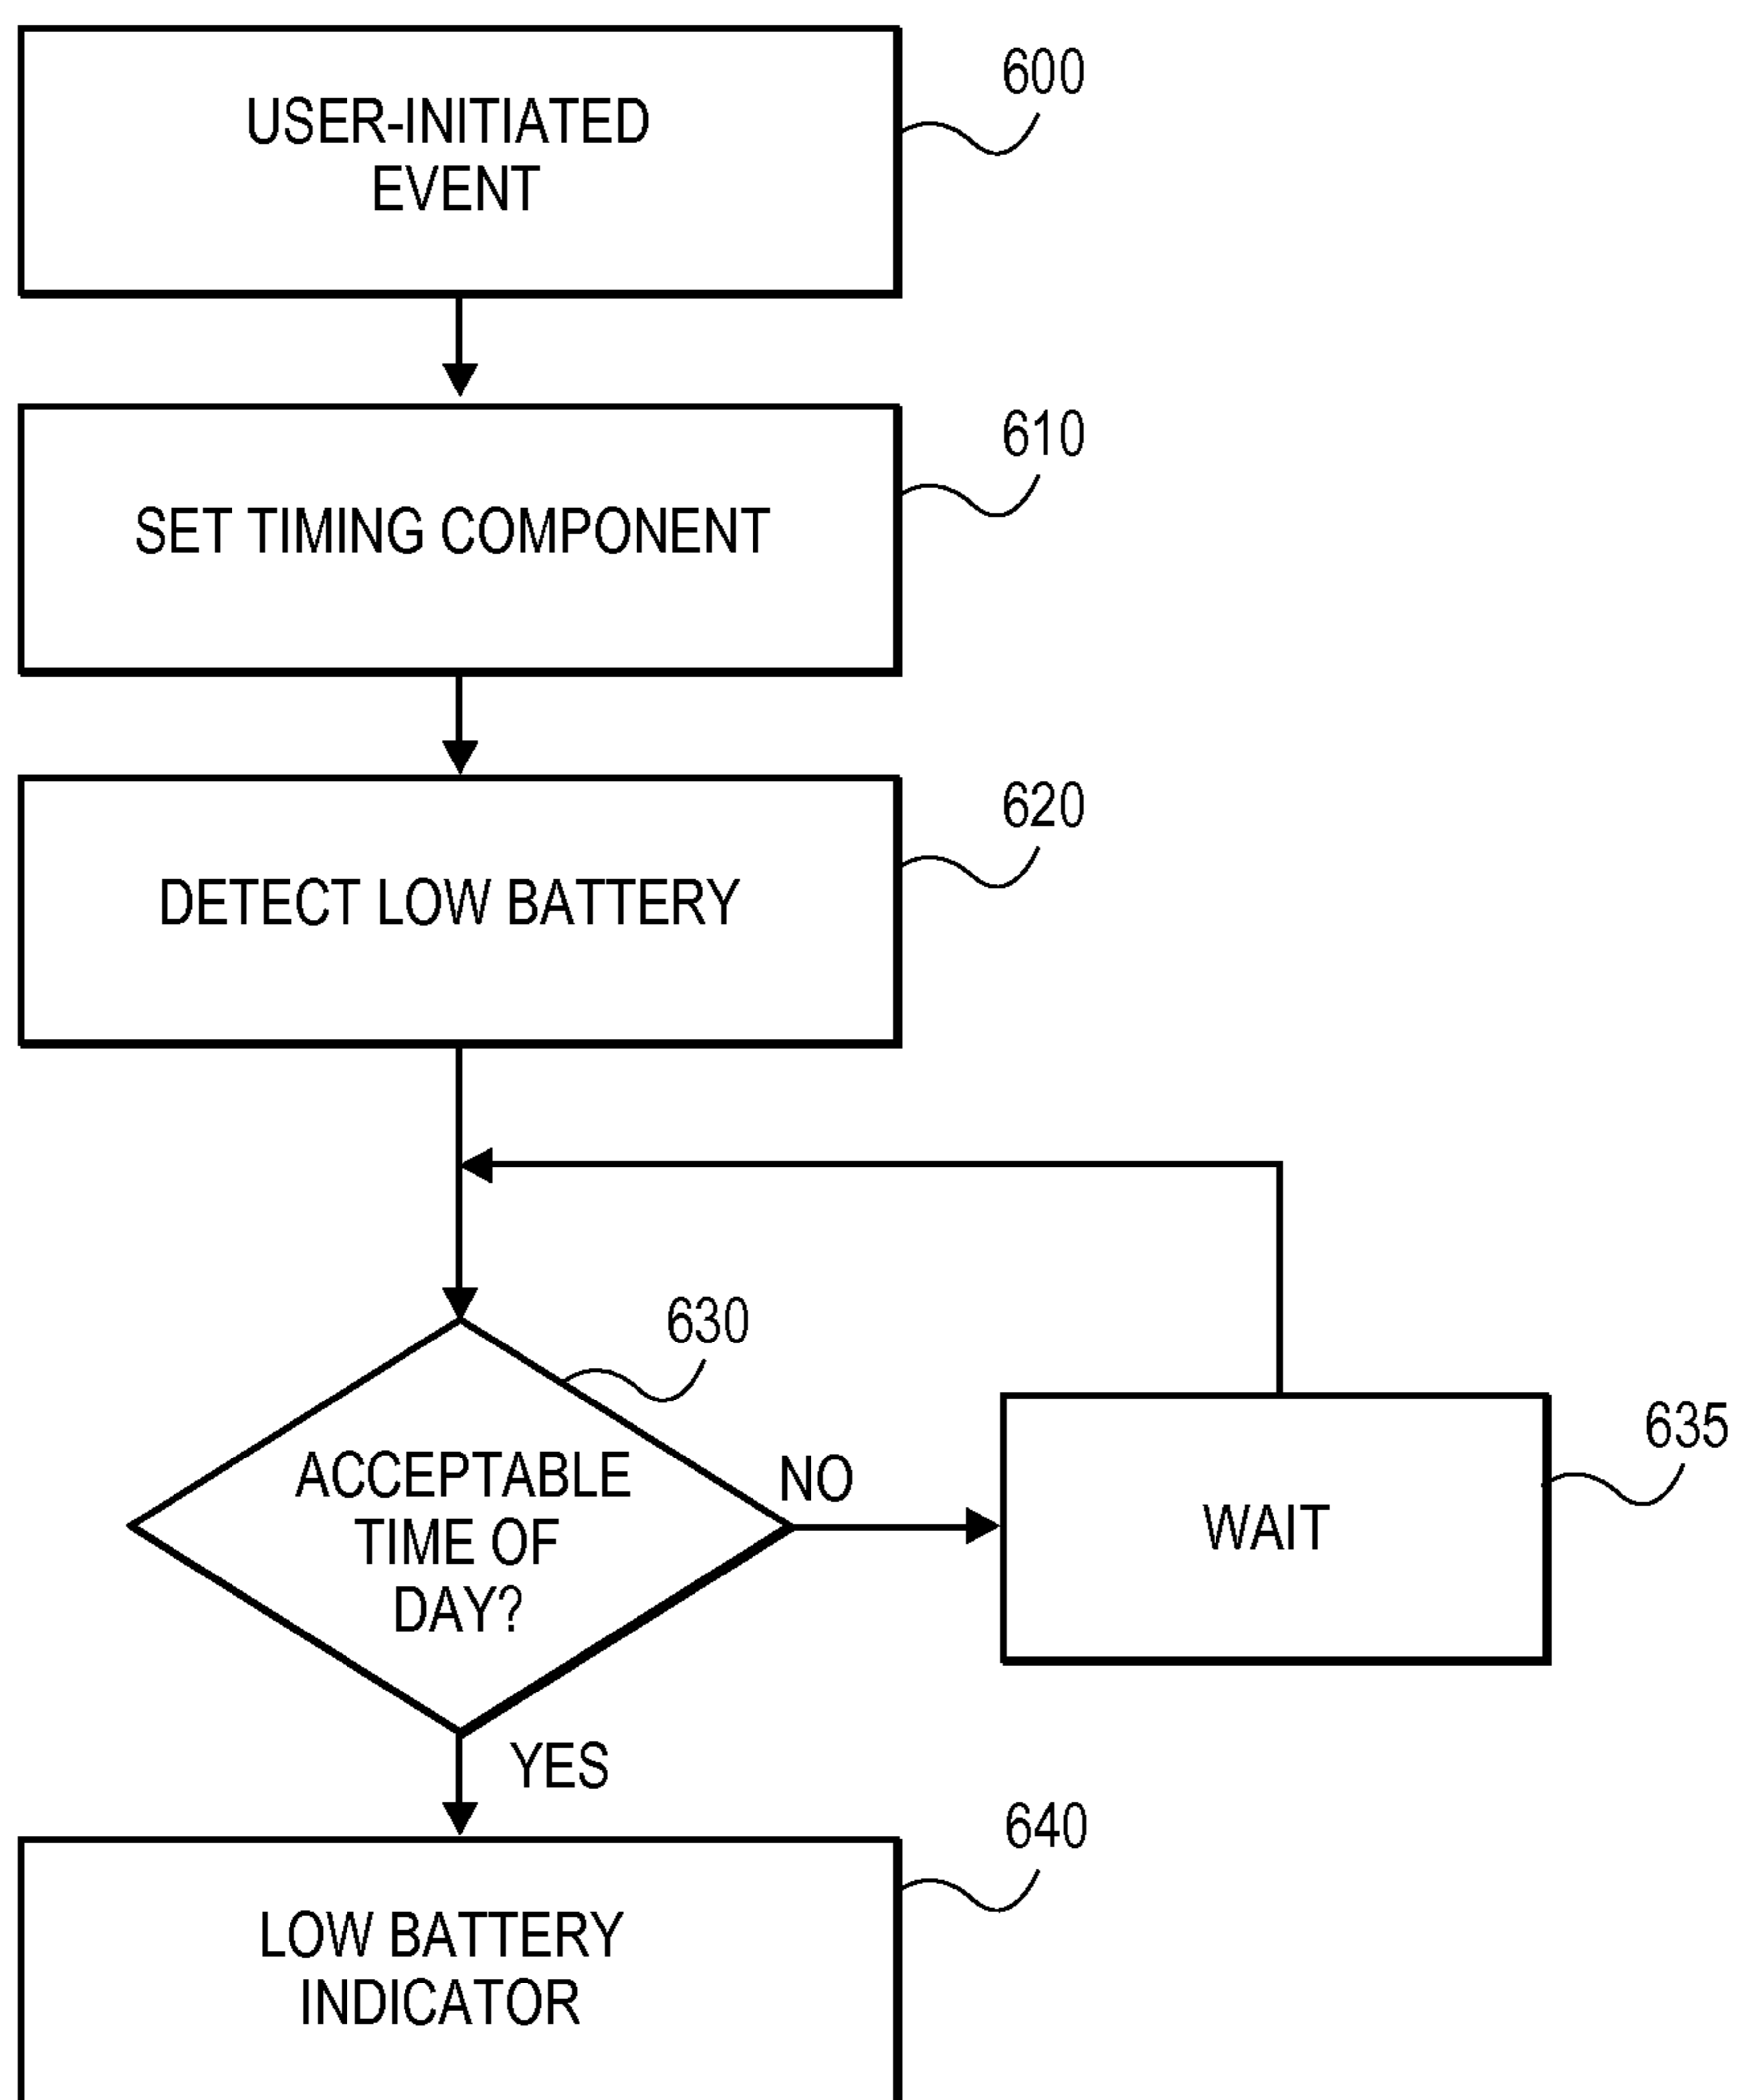 USER-INITIATED
EVENT
600
SET TIMING COMPONENT
610
DETECT LOW BATTERY
620
630
ACCEPTABLE
TIME OF
DAY?
NO
WAIT
635
YES
LOW BATTERY
INDICATOR
640